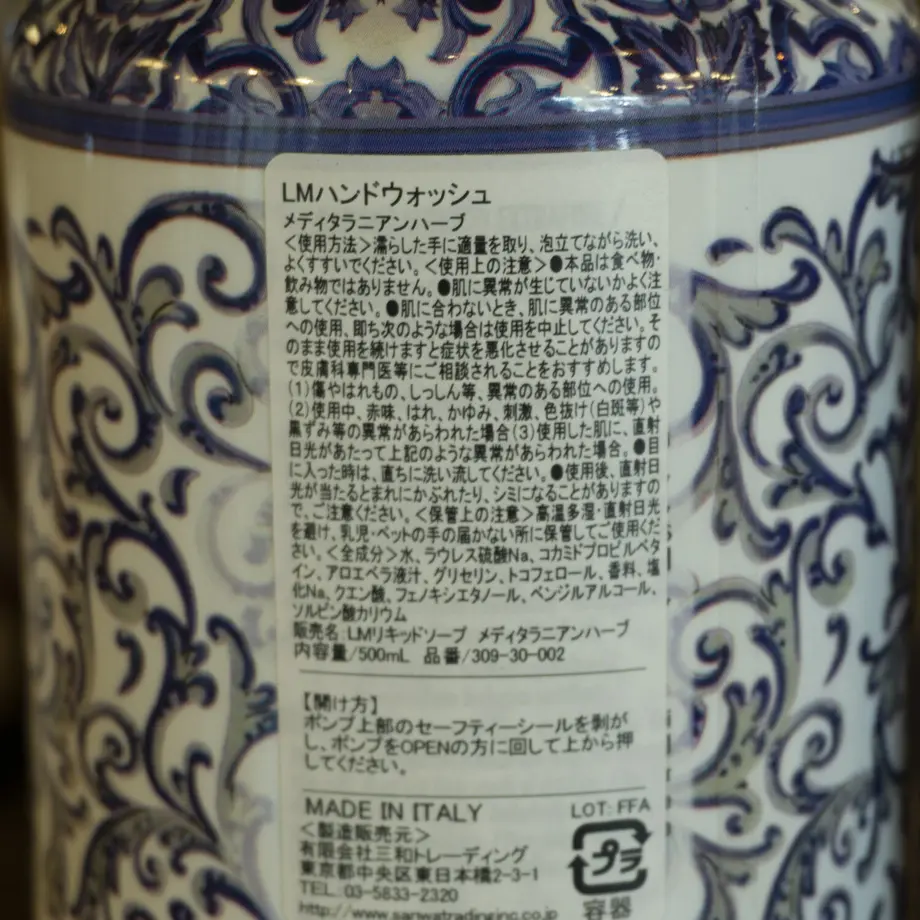 LMハンドウォッシュ
メディタラニアンハーブ
＜使用方法＞濡らした手に適量を取り、泡立てながら洗い、
よくすすいでください。＜使用上の注意＞●本品は食べ物・
飲み物ではありません。●肌に異常が生じていないかよく注
意してください。●肌に合わないとき、肌に異常のある部位
への使用、即ち次のような場合は使用を中止してください。そ
のまま使用を続けますと症状を悪化させることがありますの
で皮膚科専門医等にご相談されることをおすすめします。
(1)傷やはれもの、しっしん等、異常のある部位への使用。
(2)使用中、赤味、はれ、かゆみ、刺激、色抜け(白斑等)や
黒ずみ等の異常があらわれた場合(3)使用した肌に、直射
日光があたって上記のような異常があらわれた場合。●目
に入った時は、直ちに洗い流してください。●使用後、直射日
光が当たるとまれにかぶれたり、シミになることがありますの
で、ご注意ください。＜保管上の注意＞高温多湿・直射日光
を避け、乳児・ペットの手の届かない所に保管してご使用くだ
さい。＜全成分＞水、ラウレス硫酸Na、コカミドプロピルベタ
イン、アロエベラ液汁、グリセリン、トコフェロール、香料、塩
化Na、クエン酸、フェノキシエタノール、ベンジルアルコール、
ソルビン酸カリウム
販売名:LMリキッドソープ メディタラニアンハーブ
内容量/500mL 品番/309-30-002
【開け方】
ポンプ上部のセーフティーシールを剥が
し、ポンプをOPENの方に回して上から押
してください。
MADE IN ITALY LOT:FFA
＜製造販売元＞
有限会社三和トレーディング
東京都中央区東日本橋2-3-1
TEL:03-5833-2320
http://www.sanwatradinginc.co.jp
プラ
容器